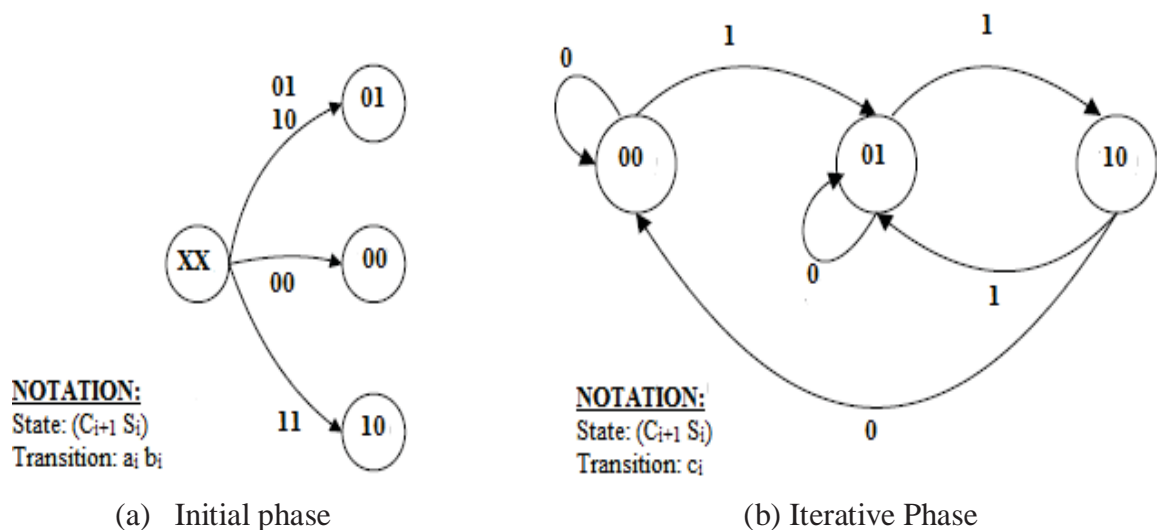 01
10
01
XX
00
00
11
10
NOTATION:
State: (Cᵢ₊₁ Sᵢ)
Transition: aᵢ bᵢ
(a) Initial phase
0
1
1
00
01
10
0
1
0
NOTATION:
State: (Cᵢ₊₁ Sᵢ)
Transition: cᵢ
(b) Iterative Phase